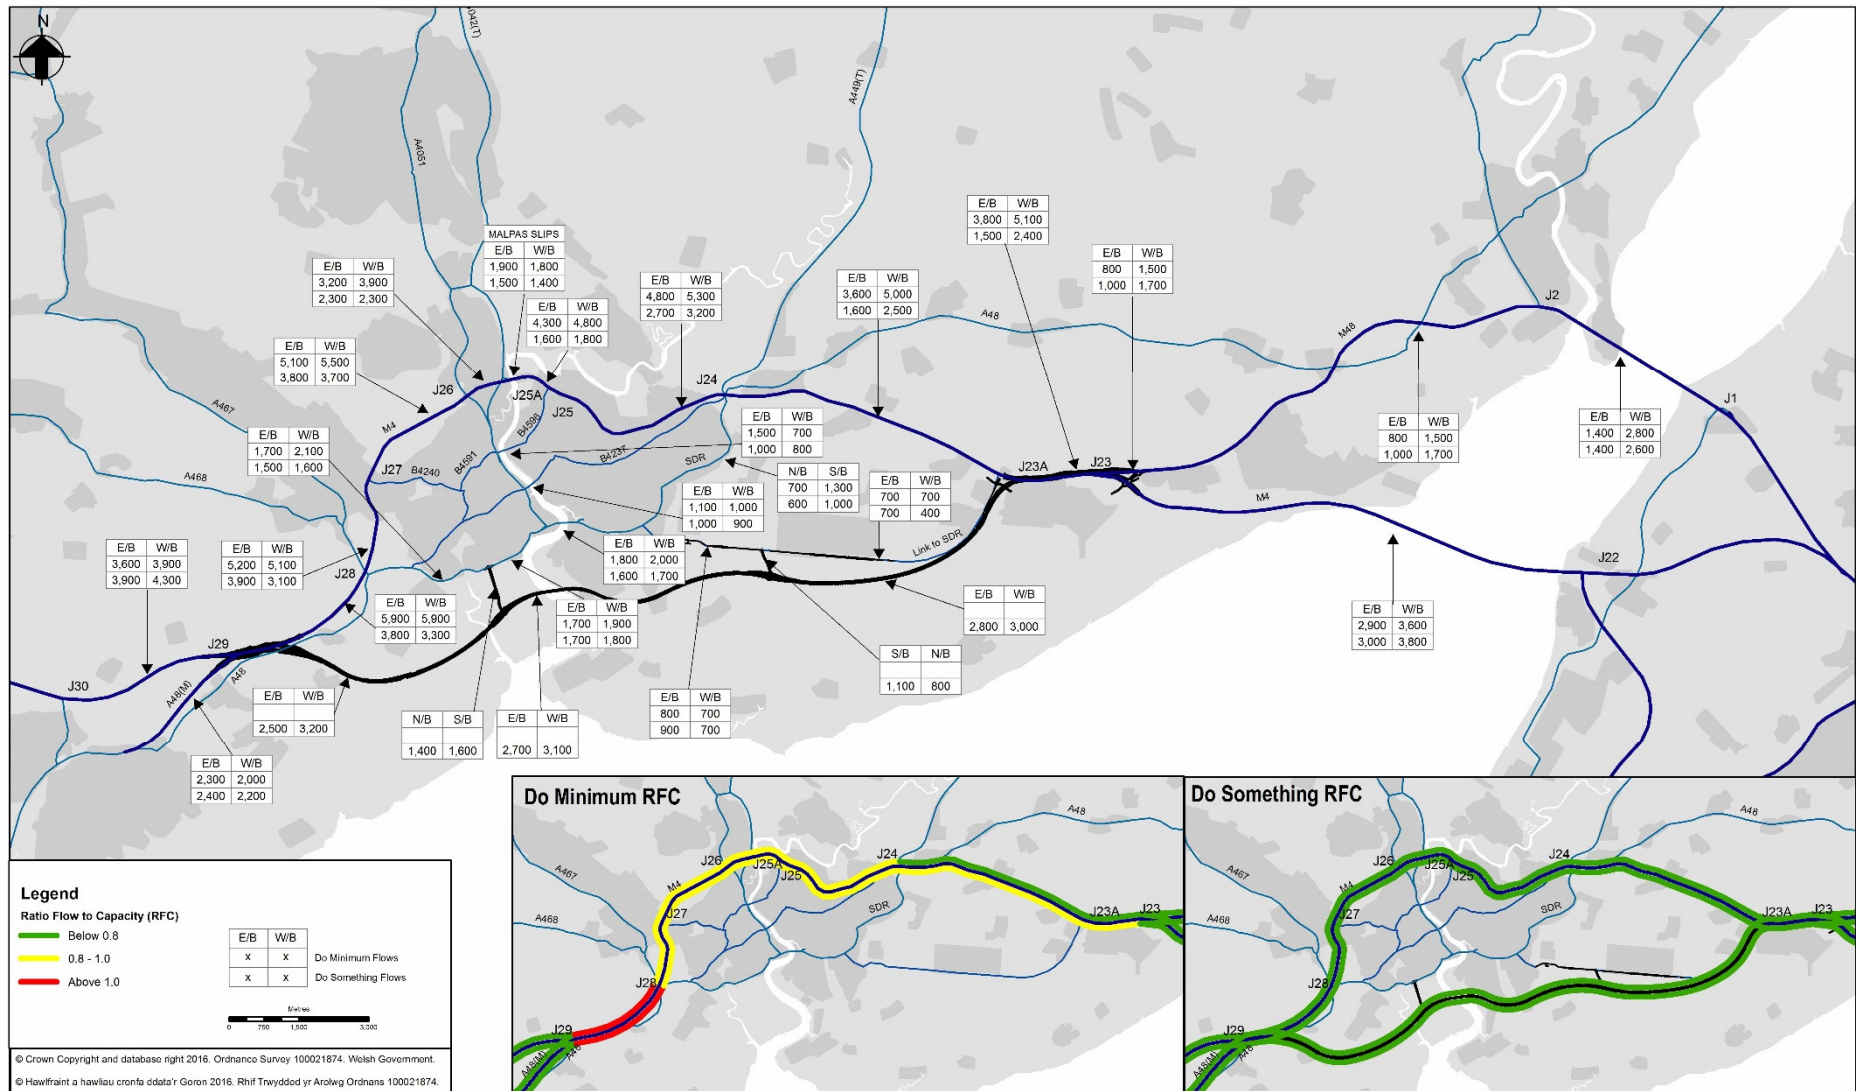 N
A042(T)
A4051
A449(T)
E/B W/B
3,800 5,100
1,500 2,400
MALPAS SLIPS
E/B W/B
1,900 1,800
1,500 1,400
E/B W/B
3,200 3,900
2,300 2,300
E/B W/B
4,800 5,300
2,700 3,200
E/B W/B
3,600 5,000
1,600 2,500
E/B W/B
800 1,500
1,000 1,700
E/B W/B
4,300 4,800
1,600 1,800
J2
A48
M48
E/B W/B
5,100 5,500
3,800 3,700
J26
J25A
J25
J24
J1
A467
M4
B4596
E/B W/B
1,500 700
1,000 800
E/B W/B
800 1,500
1,000 1,700
E/B W/B
1,400 2,800
1,400 2,600
E/B W/B
1,700 2,100
1,500 1,600
B4591
B4237
SDR
J27
B4240
A468
N/B S/B
700 1,300
600 1,000
E/B W/B
700 700
700 400
J23A
J23
M4
E/B W/B
1,100 1,000
1,000 900
E/B W/B
3,600 3,900
3,900 4,300
E/B W/B
5,200 5,100
3,900 3,100
J28
E/B W/B
1,800 2,000
1,600 1,700
Link to SDR
J22
E/B W/B
5,900 5,900
3,800 3,300
E/B W/B
1,700 1,900
1,700 1,800
E/B W/B
2,800 3,000
E/B W/B
2,900 3,600
3,000 3,800
J29
J30
A48(M)
A48
E/B W/B
2,500 3,200
N/B S/B
1,400 1,600
E/B W/B
2,700 3,100
E/B W/B
800 700
900 700
S/B N/B
1,100 800
E/B W/B
2,300 2,000
2,400 2,200
Do Minimum RFC
A48
J26
J25A
J25
J24
A467
M4
J27
SDR
A468
J23A
J23
J28
J29
A48(M)
A48
Do Something RFC
A48
J26
J25A
J25
J24
A467
M4
J27
SDR
A468
J23A
J23
J28
J29
A48(M)
A48
Legend
Ratio Flow to Capacity (RFC)
Below 0.8
0.8 - 1.0
Above 1.0
E/B W/B
x x Do Minimum Flows
x x Do Something Flows
Metres
0 750 1,500 3,000
© Crown Copyright and database right 2016. Ordnance Survey 100021874. Welsh Government.
© Hawlfraint a hawliau cronfa ddata'r Goron 2016. Rhif Trwydded yr Arolwg Ordnans 100021874.